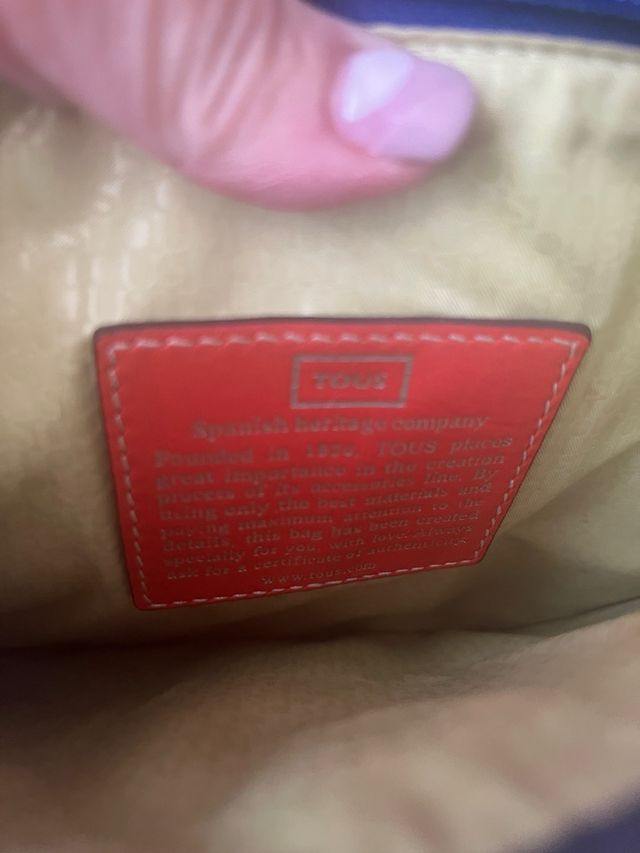 TOUS
Spanish heritage company
Founded in 1920, TOUS places
great importance in the creation
process of its accessories line. By
using only the best materials and
paying maximum attention to the
details, this bag has been created
specially for you, with love. Always
ask for a certificate of authenticity.
www.tous.com